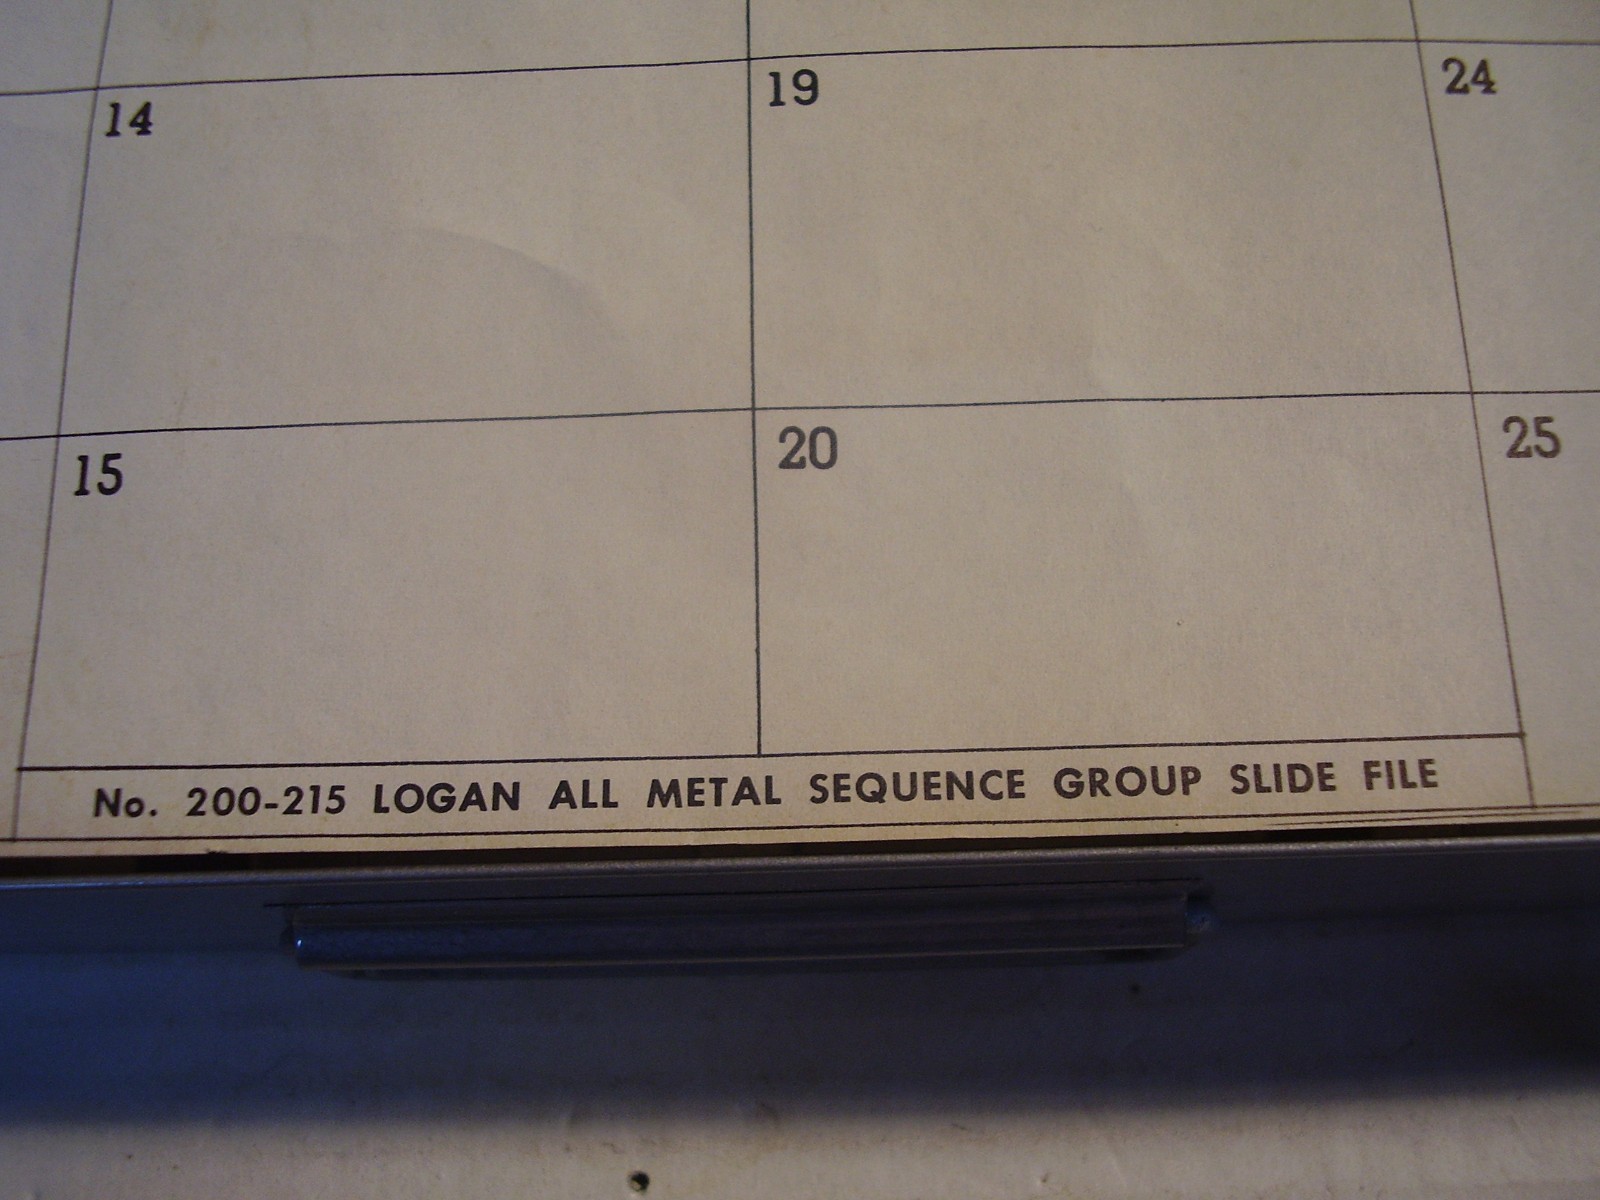 14 19 24
15 20 25
No. 200-215 LOGAN ALL METAL SEQUENCE GROUP SLIDE FILE